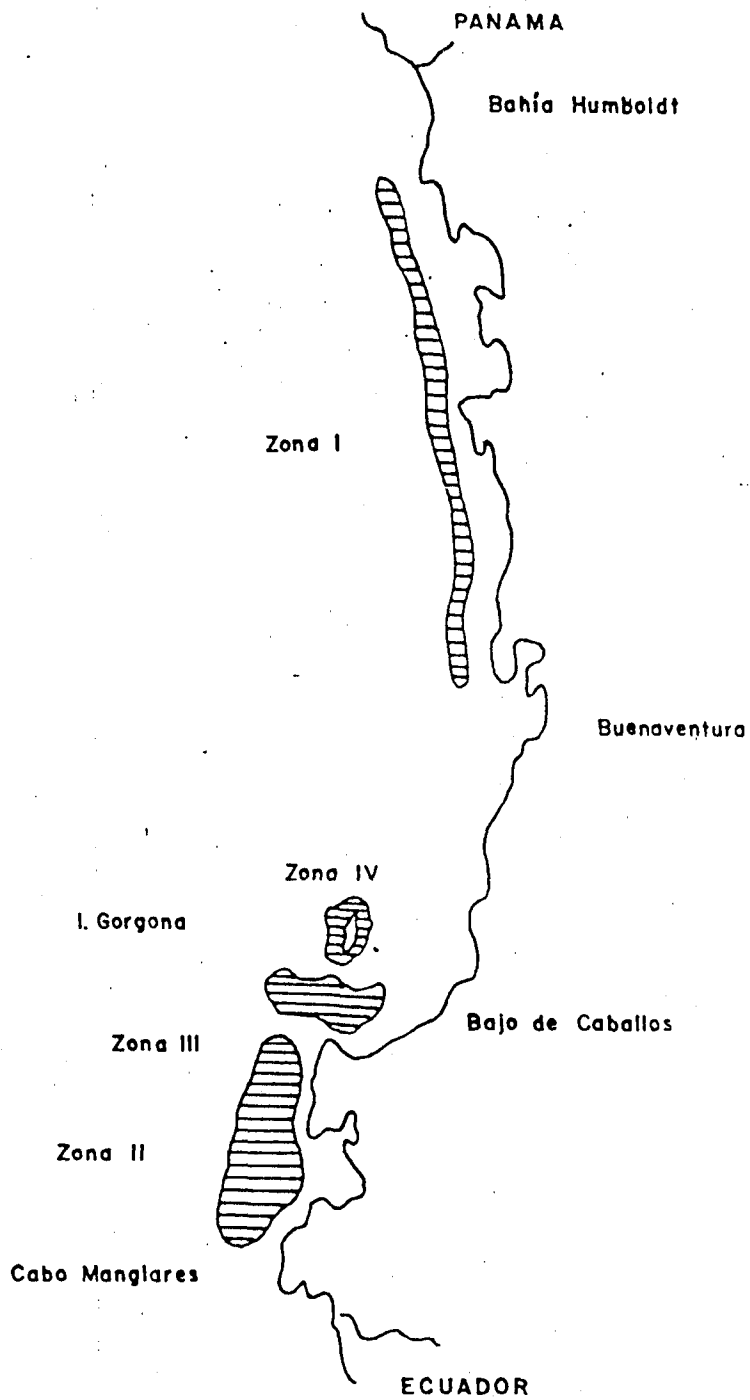 PANAMA
Bahía Humboldt
Zona I
Buenaventura
Zona IV
I. Gorgona
Bajo de Caballos
Zona III
Zona II
Cabo Manglares
ECUADOR